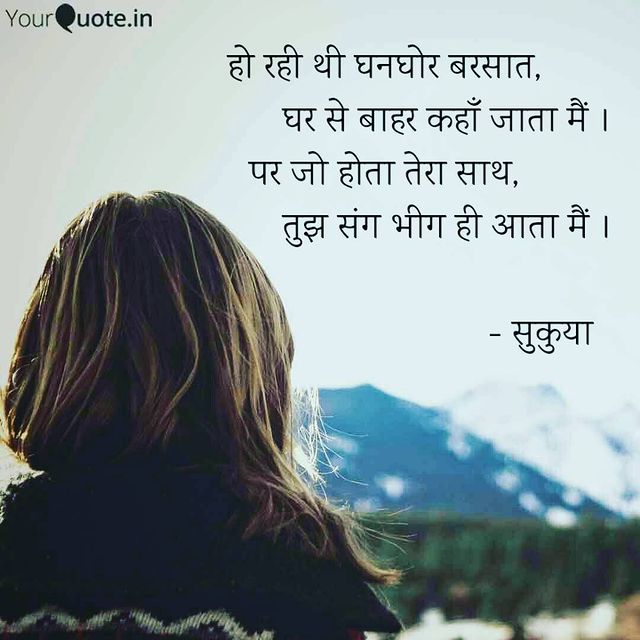 YourQuote.in
हो रही थी घनघोर बरसात,
घर से बाहर कहाँ जाता मैं ।
पर जो होता तेरा साथ,
तुझ संग भीग ही आता मैं ।
- सुकुया